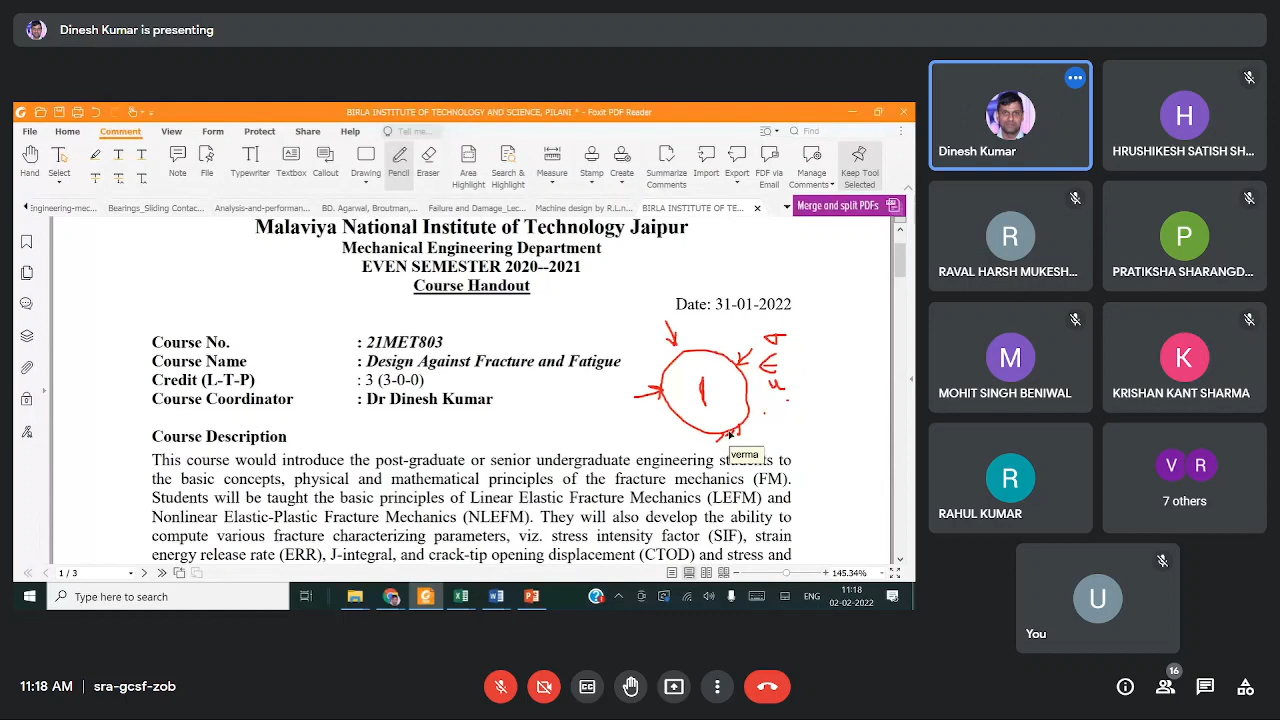 Dinesh Kumar is presenting
BIRLA INSTITUTE OF TECHNOLOGY AND SCIENCE, PILANI * - Foxit PDF Reader
File Home Comment View Form Protect Share Help Tell me... Find
Hand Select Note File Typewriter Textbox Callout Drawing Pencil Eraser Area Highlight Search & Highlight Measure Stamp Create Summarize Comments Import Export FDF via Email Manage Comments Keep Tool Selected
Engineering-mec... Bearings_Sliding Contac... Analysis-and-performan... BD. Agarwal, Broutman,... Failure and Damage_Lec... Machine design by R.L.n... BIRLA INSTITUTE OF TE... Merge and split PDFs
Malaviya National Institute of Technology Jaipur
Mechanical Engineering Department
EVEN SEMESTER 2020--2021
Course Handout
Date: 31-01-2022
Course No. : 21MET803
Course Name : Design Against Fracture and Fatigue
Credit (L-T-P) : 3 (3-0-0)
Course Coordinator : Dr Dinesh Kumar
Course Description
verma
This course would introduce the post-graduate or senior undergraduate engineering students to
the basic concepts, physical and mathematical principles of the fracture mechanics (FM).
Students will be taught the basic principles of Linear Elastic Fracture Mechanics (LEFM) and
Nonlinear Elastic-Plastic Fracture Mechanics (NLEFM). They will also develop the ability to
compute various fracture characterizing parameters, viz. stress intensity factor (SIF), strain
energy release rate (ERR), J-integral, and crack-tip opening displacement (CTOD) and stress and
1 / 3 145.34%
Type here to search ENG 11:18
02-02-2022
Dinesh Kumar
H
HRUSHIKESH SATISH SH...
R
RAVAL HARSH MUKESH...
P
PRATIKSHA SHARANGD...
M
MOHIT SINGH BENIWAL
K
KRISHAN KANT SHARMA
R
RAHUL KUMAR
V R
7 others
U
You
11:18 AM sra-gcsf-zob
16